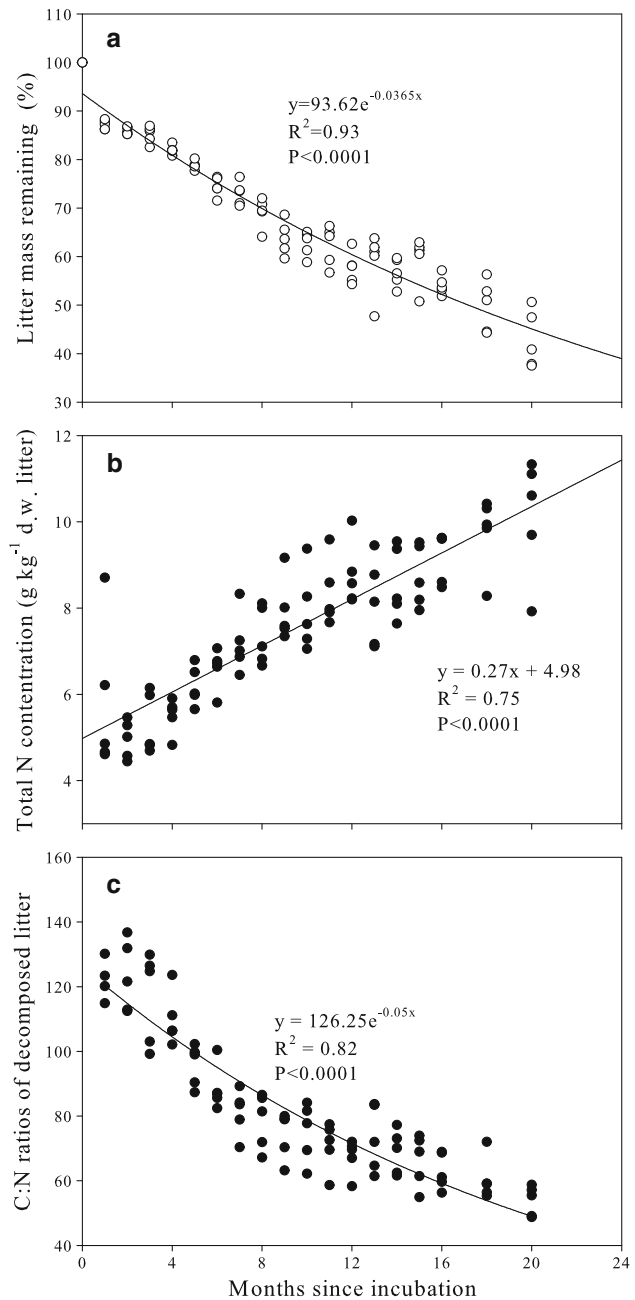 a
110
100
90
80
70
60
50
40
30
Litter mass remaining (%)
y=93.62e^-0.0365x
R^2=0.93
P<0.0001
b
12
10
8
6
4
Total N contentration (g kg^-1 d.w. litter)
y = 0.27x + 4.98
R^2 = 0.75
P<0.0001
c
160
140
120
100
80
60
40
C:N ratios of decomposed litter
y = 126.25e^-0.05x
R^2 = 0.82
P<0.0001
0 4 8 12 16 20 24
Months since incubation